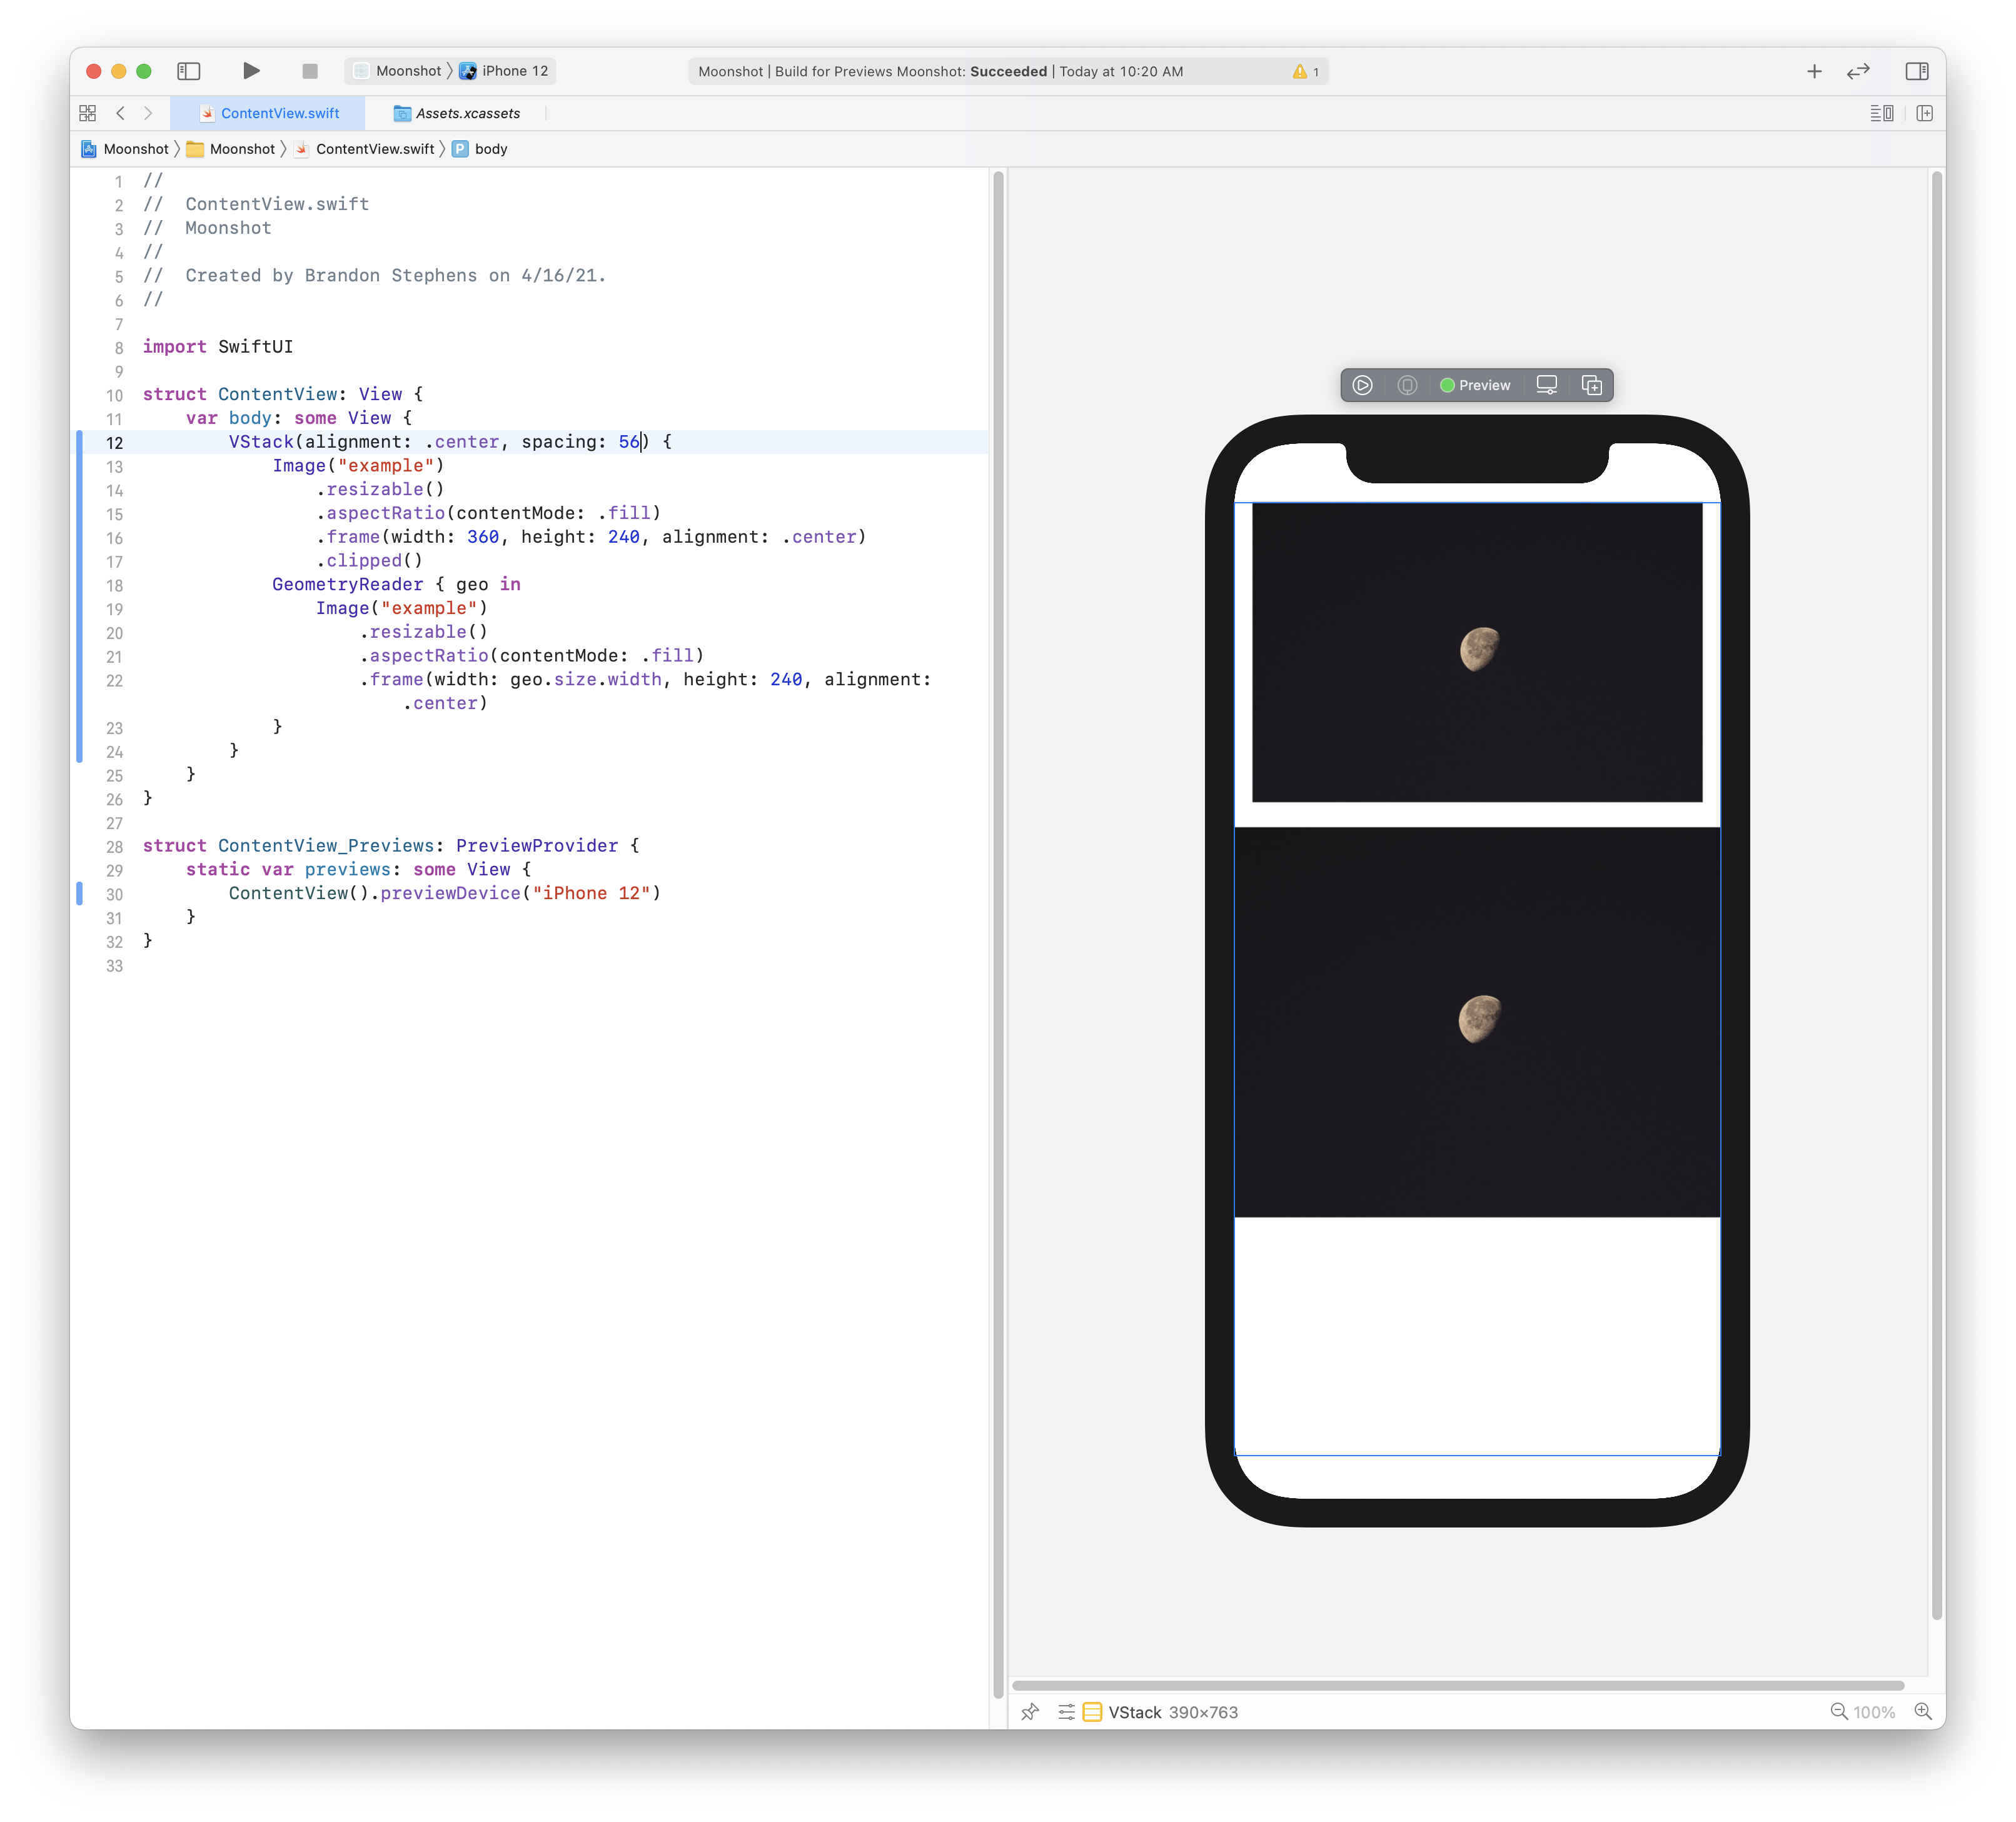 Moonshot iPhone 12
Moonshot | Build for Previews Moonshot: Succeeded | Today at 10:20 AM
1
ContentView.swift
Assets.xcassets
Moonshot Moonshot ContentView.swift P body
1 //
2 //  ContentView.swift
3 //  Moonshot
4 //
5 //  Created by Brandon Stephens on 4/16/21.
6 //
7
8 import SwiftUI
9
10 struct ContentView: View {
11     var body: some View {
12         VStack(alignment: .center, spacing: 56) {
13             Image("example")
14                 .resizable()
15                 .aspectRatio(contentMode: .fill)
16                 .frame(width: 360, height: 240, alignment: .center)
17                 .clipped()
18             GeometryReader { geo in
19                 Image("example")
20                     .resizable()
21                     .aspectRatio(contentMode: .fill)
22                     .frame(width: geo.size.width, height: 240, alignment:
                        .center)
23             }
24         }
25     }
26 }
27
28 struct ContentView_Previews: PreviewProvider {
29     static var previews: some View {
30         ContentView().previewDevice("iPhone 12")
31     }
32 }
33
Preview
VStack 390×763
100%